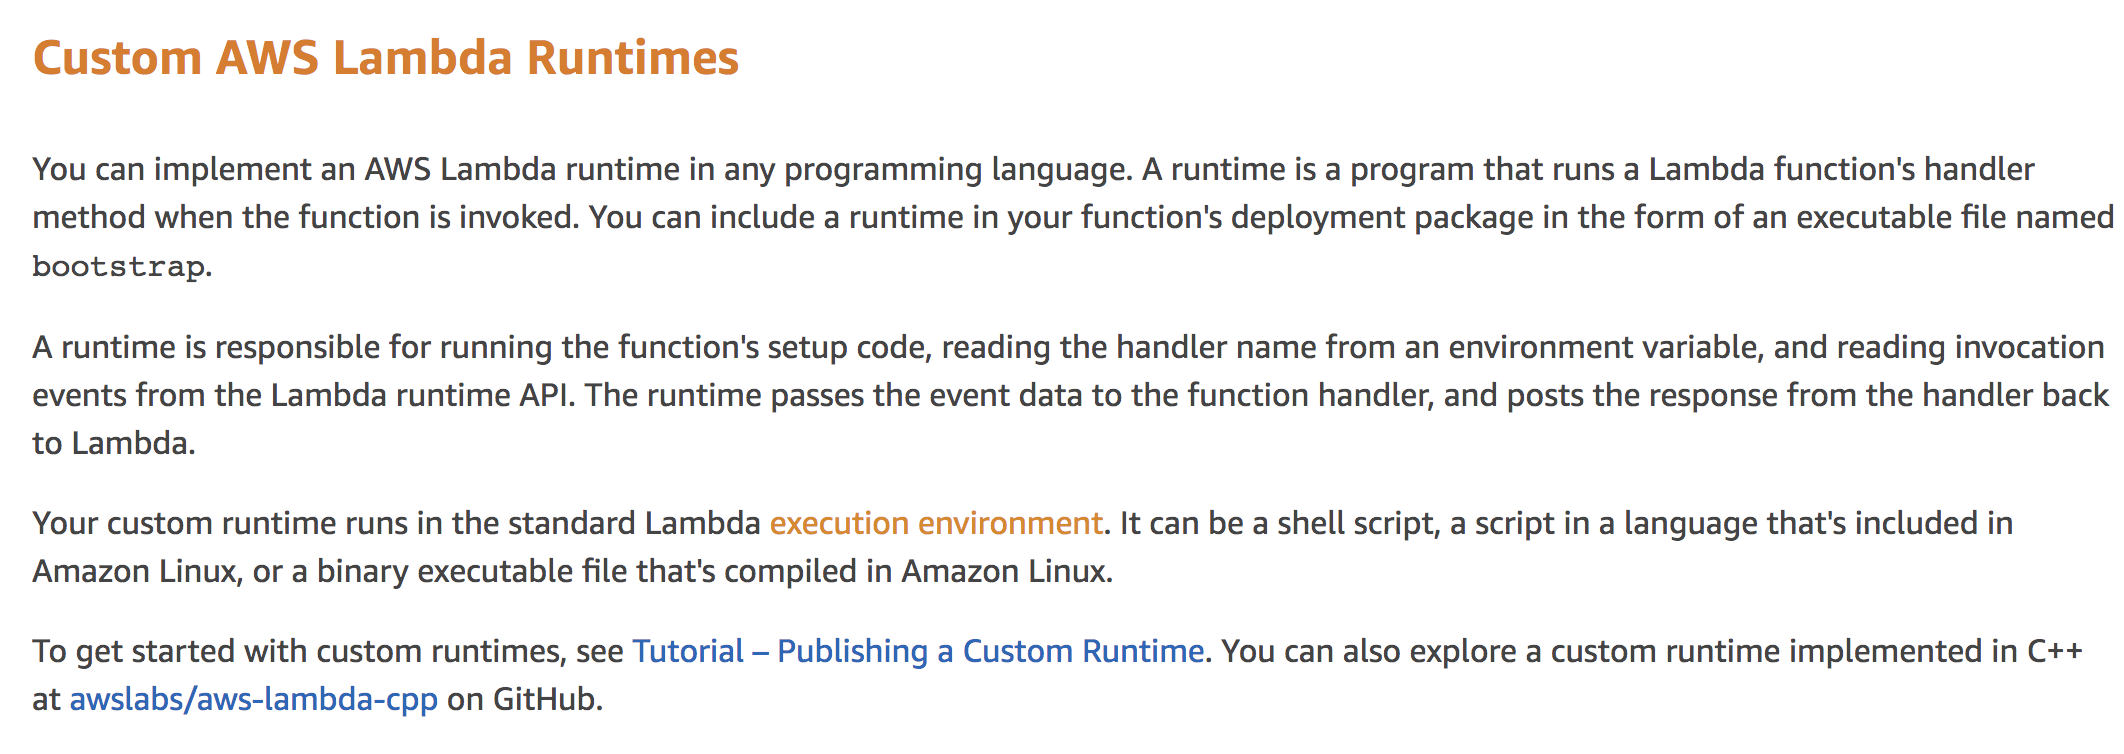 Custom AWS Lambda Runtimes
You can implement an AWS Lambda runtime in any programming language. A runtime is a program that runs a Lambda function's handler
method when the function is invoked. You can include a runtime in your function's deployment package in the form of an executable file named
bootstrap.
A runtime is responsible for running the function's setup code, reading the handler name from an environment variable, and reading invocation
events from the Lambda runtime API. The runtime passes the event data to the function handler, and posts the response from the handler back
to Lambda.
Your custom runtime runs in the standard Lambda execution environment. It can be a shell script, a script in a language that's included in
Amazon Linux, or a binary executable file that's compiled in Amazon Linux.
To get started with custom runtimes, see Tutorial – Publishing a Custom Runtime. You can also explore a custom runtime implemented in C++
at awslabs/aws-lambda-cpp on GitHub.